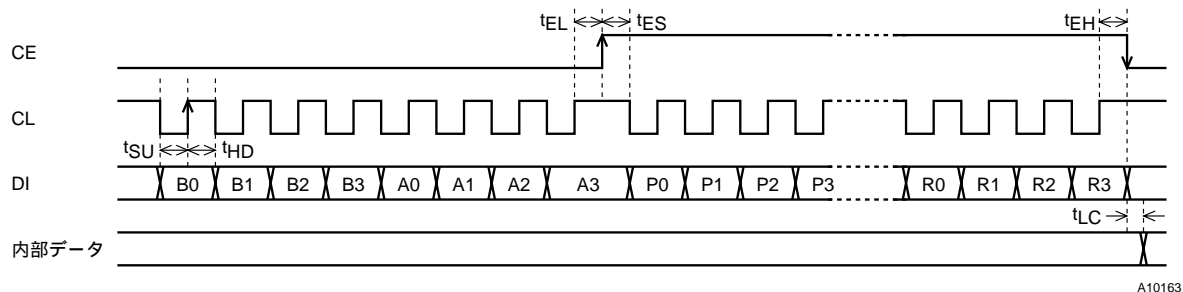 tEL tES tEH
CE
CL
tSU tHD
DI B0 B1 B2 B3 A0 A1 A2 A3 P0 P1 P2 P3 R0 R1 R2 R3
tLC
内部データ
A10163